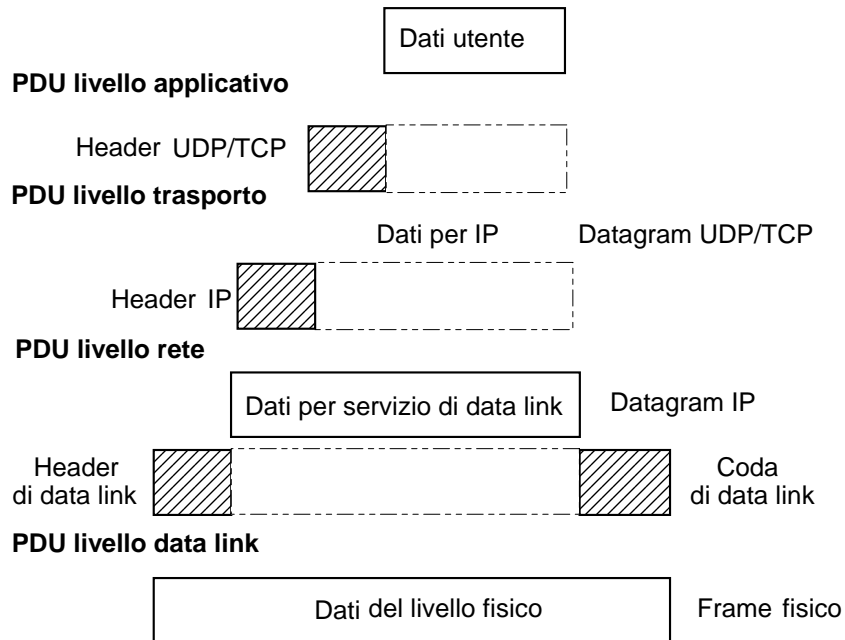 Dati utente
PDU livello applicativo
Header UDP/TCP
PDU livello trasporto
Dati per IP
Datagram UDP/TCP
Header IP
PDU livello rete
Dati per servizio di data link
Datagram IP
Header
di data link
Coda
di data link
PDU livello data link
Dati del livello fisico
Frame fisico